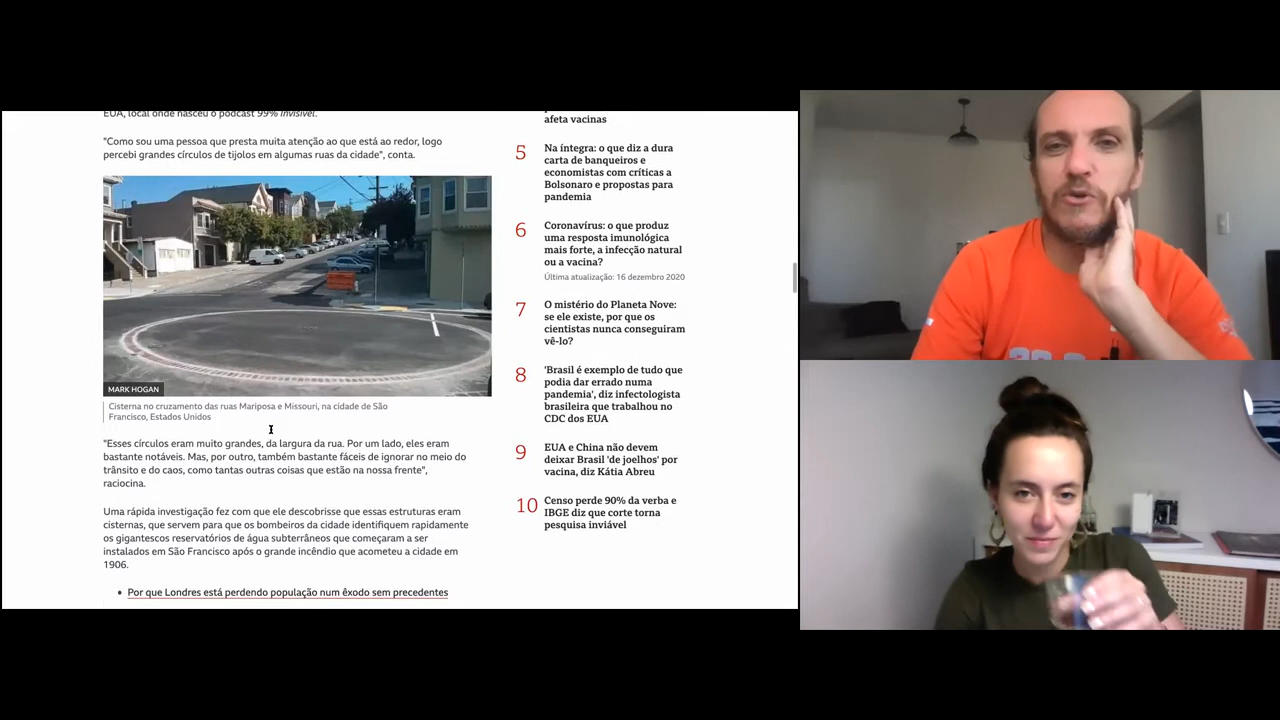 EUA, local onde nasceu o podcast 99% Invisível.
"Como sou uma pessoa que presta muita atenção ao que está ao redor, logo
percebi grandes círculos de tijolos em algumas ruas da cidade", conta.
MARK HOGAN
Cisterna no cruzamento das ruas Mariposa e Missouri, na cidade de São
Francisco, Estados Unidos
"Esses círculos eram muito grandes, da largura da rua. Por um lado, eles eram
bastante notáveis. Mas, por outro, também bastante fáceis de ignorar no meio do
trânsito e do caos, como tantas outras coisas que estão na nossa frente",
raciocina.
Uma rápida investigação fez com que ele descobrisse que essas estruturas eram
cisternas, que servem para que os bombeiros da cidade identifiquem rapidamente
os gigantescos reservatórios de água subterrâneos que começaram a ser
instalados em São Francisco após o grande incêndio que acometeu a cidade em
1906.
• Por que Londres está perdendo população num êxodo sem precedentes
afeta vacinas
5 Na íntegra: o que diz a dura
carta de banqueiros e
economistas com críticas a
Bolsonaro e propostas para
pandemia
6 Coronavírus: o que produz
uma resposta imunológica
mais forte, a infecção natural
ou a vacina?
Última atualização: 16 dezembro 2020
7 O mistério do Planeta Nove:
se ele existe, por que os
cientistas nunca conseguiram
vê-lo?
8 'Brasil é exemplo de tudo que
podia dar errado numa
pandemia', diz infectologista
brasileira que trabalhou no
CDC dos EUA
9 EUA e China não devem
deixar Brasil 'de joelhos' por
vacina, diz Kátia Abreu
10 Censo perde 90% da verba e
IBGE diz que corte torna
pesquisa inviável